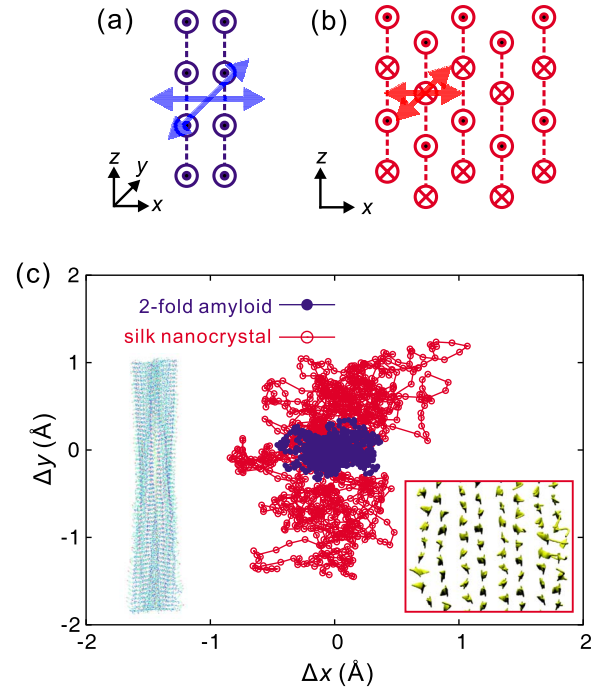 (a)
(b)
z
y
x
z
x
(c)
2
2-fold amyloid
silk nanocrystal
1
0
-1
-2
Δy (Å)
-2
-1
0
1
2
Δx (Å)